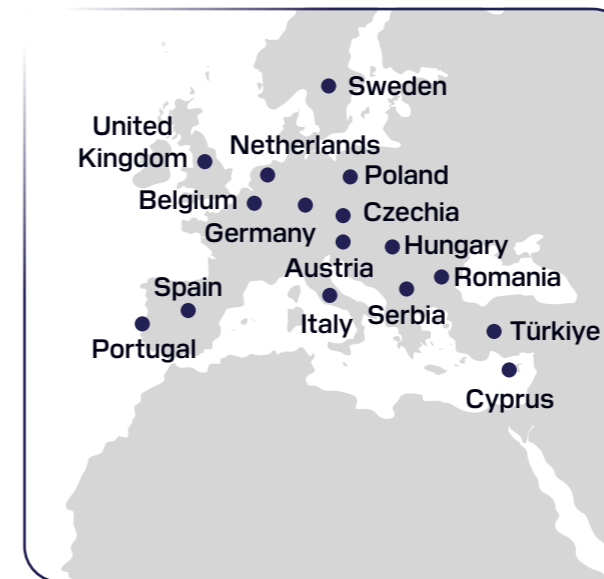 Sweden
United
Kingdom
Netherlands
Poland
Belgium
Czechia
Germany
Hungary
Austria
Romania
Spain
Serbia
Italy
Türkiye
Portugal
Cyprus